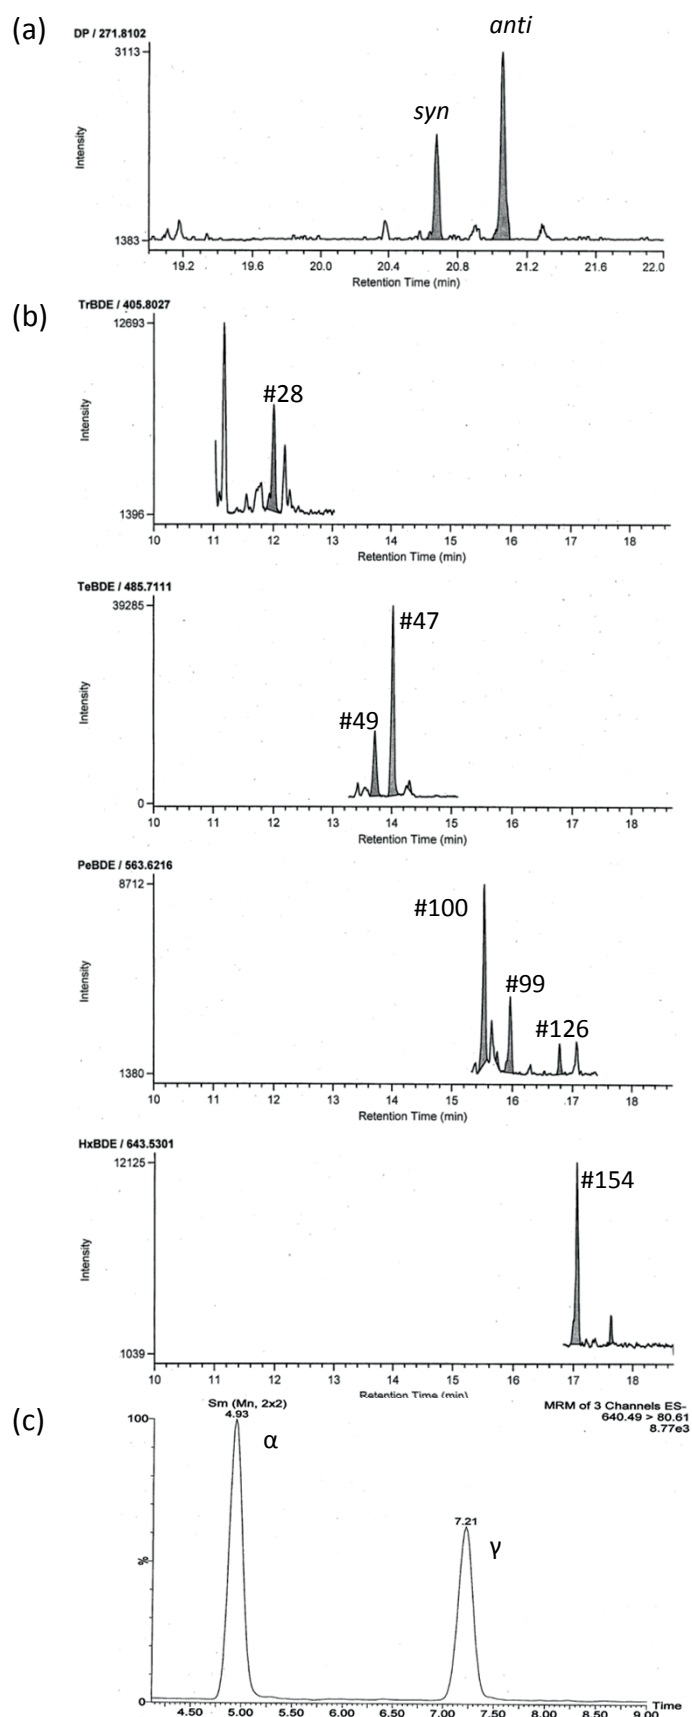 (a)
DP / 271.8102
anti
3113
syn
Intensity
1383
19.2 19.6 20.0 20.4 20.8 21.2 21.6 22.0
Retention Time (min)
(b)
TrBDE / 405.8027
12693
#28
Intensity
1396
10 11 12 13 14 15 16 17 18
Retention Time (min)
TeBDE / 485.7111
39285
#47
#49
Intensity
0
10 11 12 13 14 15 16 17 18
Retention Time (min)
PeBDE / 563.6216
8712
#100
#99
#126
Intensity
1380
10 11 12 13 14 15 16 17 18
Retention Time (min)
HxBDE / 643.5301
12125
#154
Intensity
1039
10 11 12 13 14 15 16 17 18
Retention Time (min)
(c)
Sm (Mn, 2x2)
MRM of 3 Channels ES-
640.49 > 80.61
8.77e3
100
4.93
α
7.21
γ
%
0
4.50 5.00 5.50 6.00 6.50 7.00 7.50 8.00 8.50 9.00
Time